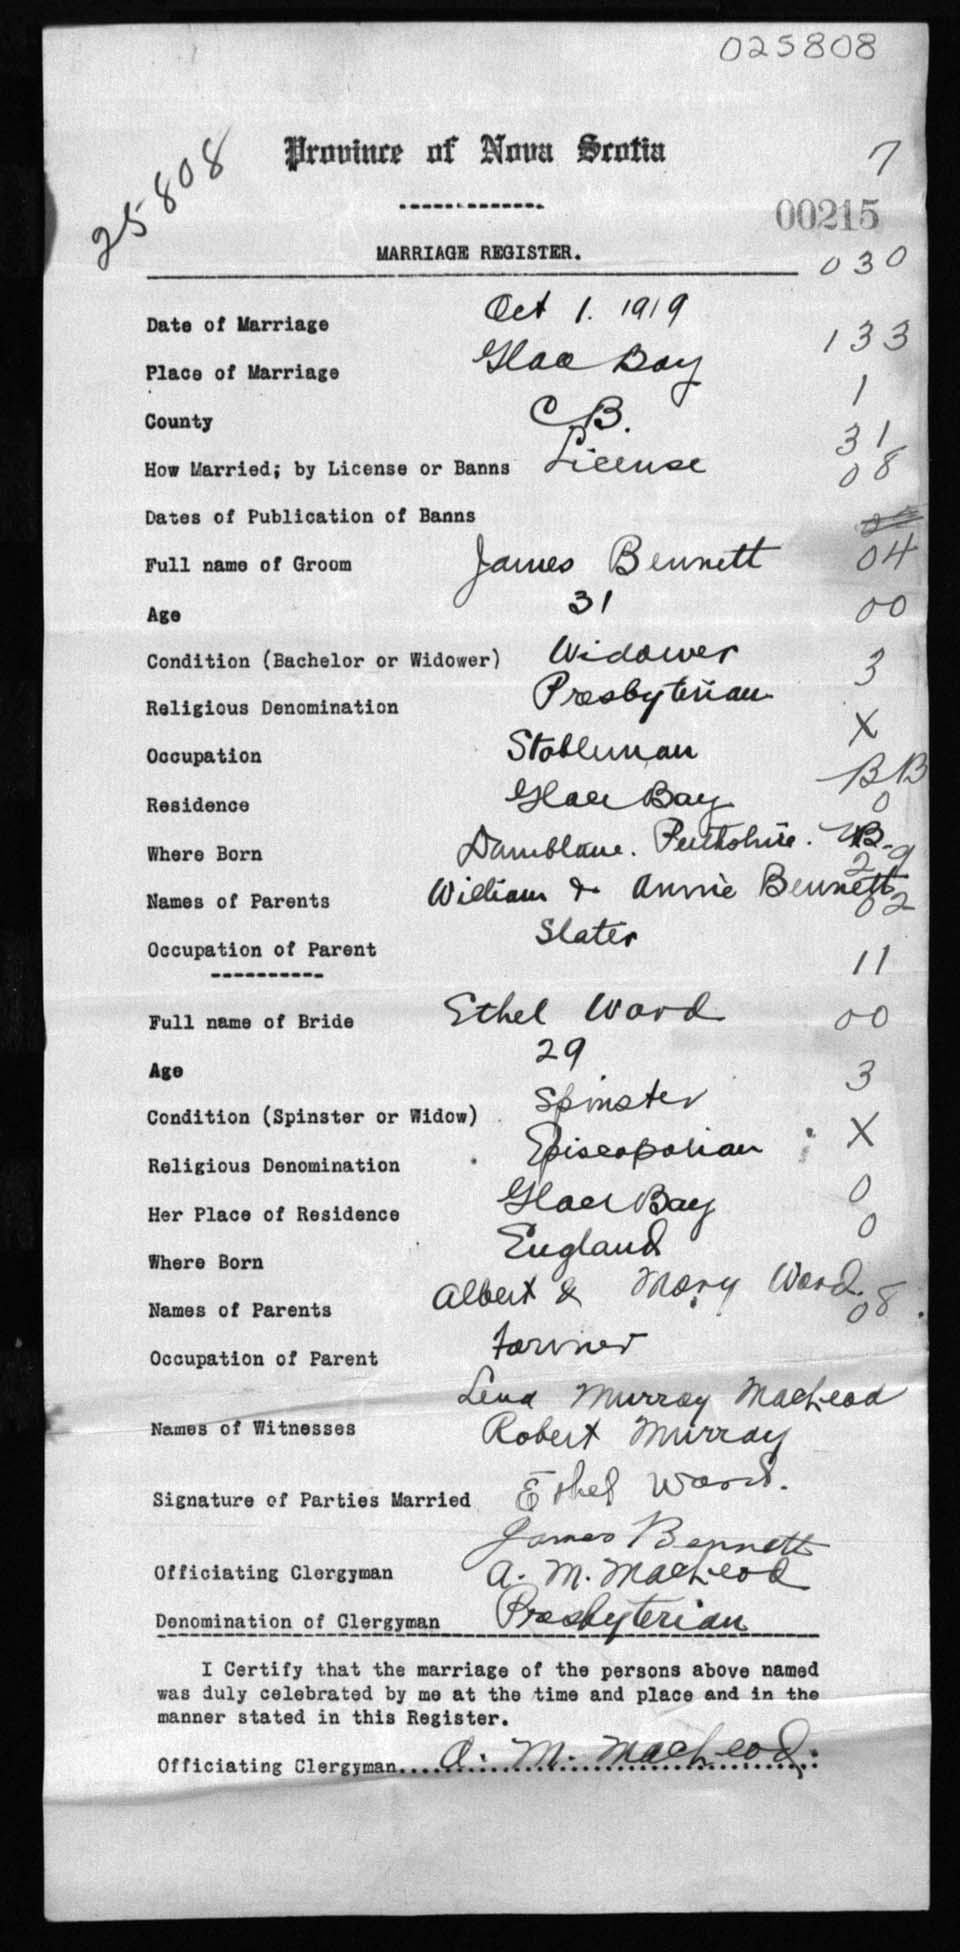 025808
25808
Province of Nova Scotia
7
00215
MARRIAGE REGISTER.
030
Date of Marriage Oct 1. 1919
133
Place of Marriage Glace Bay
1
County C B.
31
How Married; by License or Banns License
08
Dates of Publication of Banns
Full name of Groom James Bennett 04
Age 31 00
Condition (Bachelor or Widower) Widower 3
Religious Denomination Presbyterian
X
Occupation Stableman
BB
Residence Glace Bay 0
Where Born Dumblane. Perthshire.
29
Names of Parents William & Annie Bennett
02
Occupation of Parent Slater
11
Full name of Bride Ethel Ward 00
Age 29
3
Condition (Spinster or Widow) Spinster
Religious Denomination Episcopalian X
Her Place of Residence Glace Bay 0
Where Born England 0
Names of Parents Albert & Mary Ward
08
Occupation of Parent Farmer
Lena Murray MacLeod
Names of Witnesses Robert Murray
Signature of Parties Married Ethel Ward.
James Bennett
Officiating Clergyman A. M. MacLeod
Denomination of Clergyman Presbyterian
I Certify that the marriage of the persons above named
was duly celebrated by me at the time and place and in the
manner stated in this Register.
Officiating Clergyman.... A. M. MacLeod.